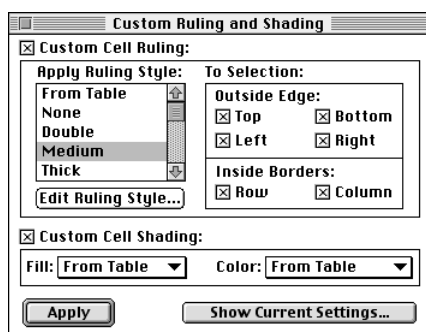 Custom Ruling and Shading
Custom Cell Ruling:
Apply Ruling Style:
From Table
None
Double
Medium
Thick
Edit Ruling Style...
To Selection:
Outside Edge:
Top Bottom
Left Right
Inside Borders:
Row Column
Custom Cell Shading:
Fill: From Table Color: From Table
Apply Show Current Settings...